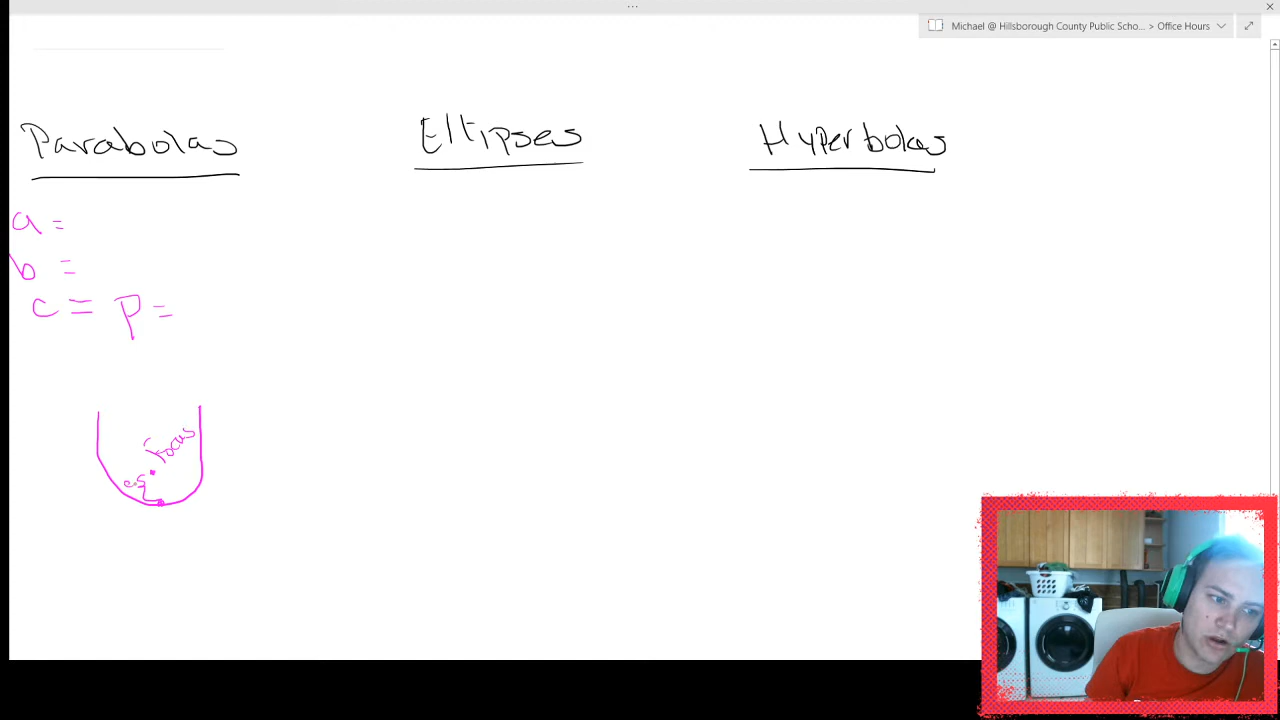 ...
Michael @ Hillsborough County Public Scho... > Office Hours
Parabolas
Ellipses
Hyperbolas
a =
b =
c = p =
Focus